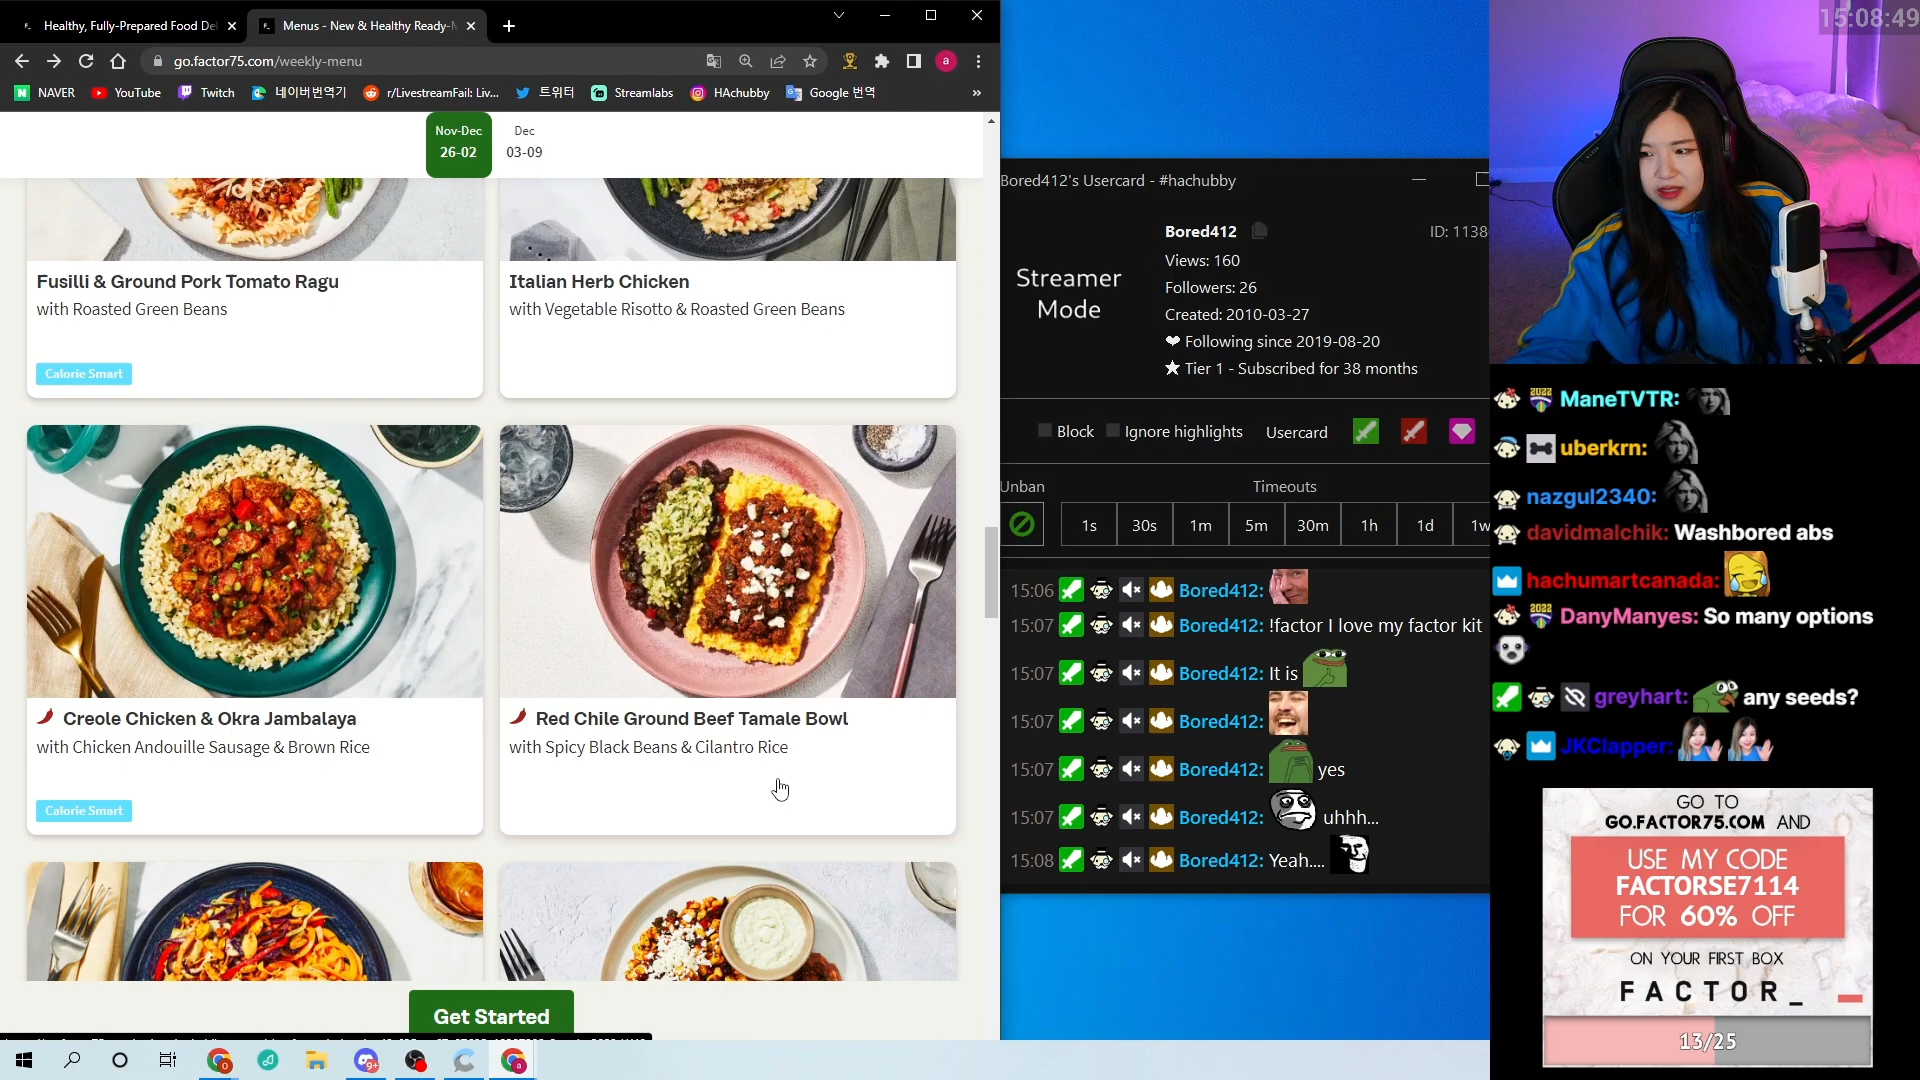 Healthy, Fully-Prepared Food De
Menus - New & Healthy Ready-M
go.factor75.com/weekly-menu
NAVER
YouTube
Twitch
네이버번역기
r/LivestreamFail: Liv...
트위터
Streamlabs
HAchubby
Google 번역
»
Nov-Dec
26-02
Dec
03-09
Fusilli & Ground Pork Tomato Ragu
with Roasted Green Beans
Calorie Smart
Italian Herb Chicken
with Vegetable Risotto & Roasted Green Beans
Creole Chicken & Okra Jambalaya
with Chicken Andouille Sausage & Brown Rice
Calorie Smart
Red Chile Ground Beef Tamale Bowl
with Spicy Black Beans & Cilantro Rice
Get Started
Bored412's Usercard - #hachubby
Streamer
Mode
Bored412
ID: 1138
Views: 160
Followers: 26
Created: 2010-03-27
Following since 2019-08-20
Tier 1 - Subscribed for 38 months
Block
Ignore highlights
Usercard
Unban
Timeouts
1s
30s
1m
5m
30m
1h
1d
1w
15:06 Bored412:
15:07 Bored412: !factor I love my factor kit
15:07 Bored412: It is
15:07 Bored412:
15:07 Bored412: yes
15:07 Bored412: uhhh...
15:08 Bored412: Yeah....
15:08:49
ManeTVTR:
uberkrn:
nazgul2340:
davidmalchik: Washbored abs
hachumartcanada:
DanyManyes: So many options
greyhart: any seeds?
JKClapper:
GO TO
GO.FACTOR75.COM AND
USE MY CODE
FACTORSE7114
FOR 60% OFF
ON YOUR FIRST BOX
FACTOR_
13/25